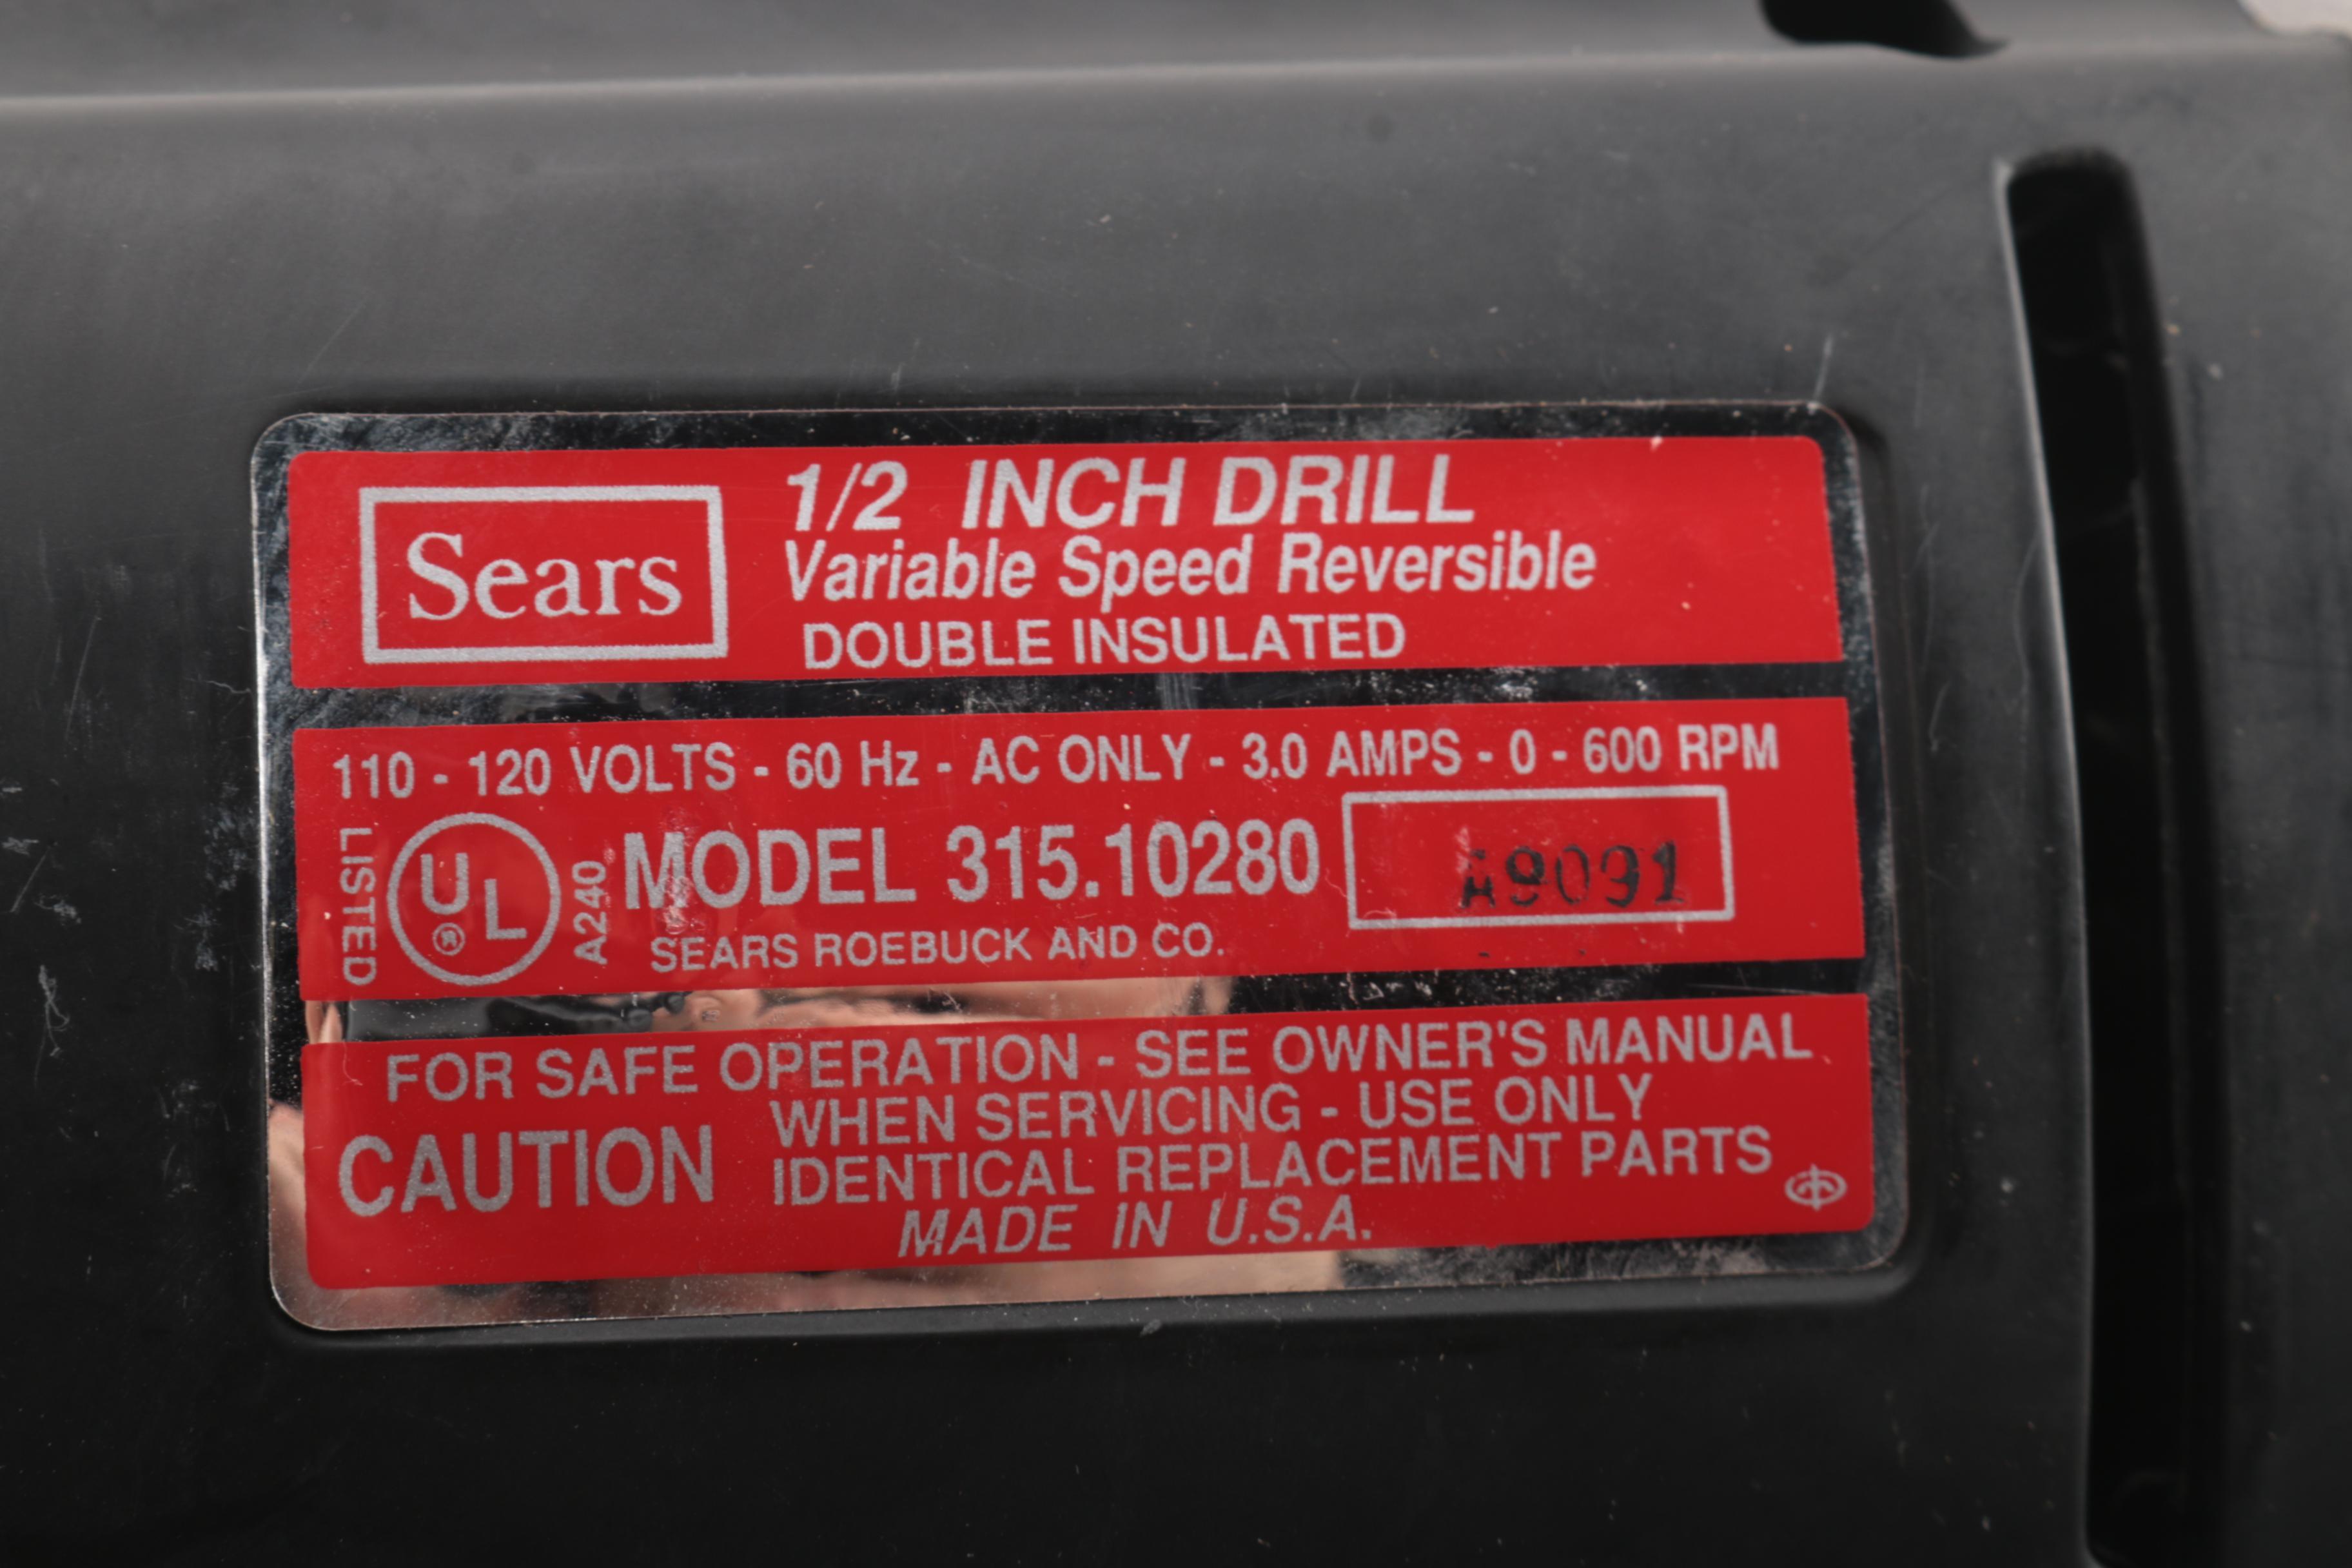 Sears
1/2 INCH DRILL
Variable Speed Reversible
DOUBLE INSULATED
110 - 120 VOLTS - 60 Hz - AC ONLY - 3.0 AMPS - 0 - 600 RPM
LISTED
UL
®
A240
MODEL 315.10280
A9091
SEARS ROEBUCK AND CO.
FOR SAFE OPERATION - SEE OWNER'S MANUAL
CAUTION
WHEN SERVICING - USE ONLY
IDENTICAL REPLACEMENT PARTS
MADE IN U.S.A.